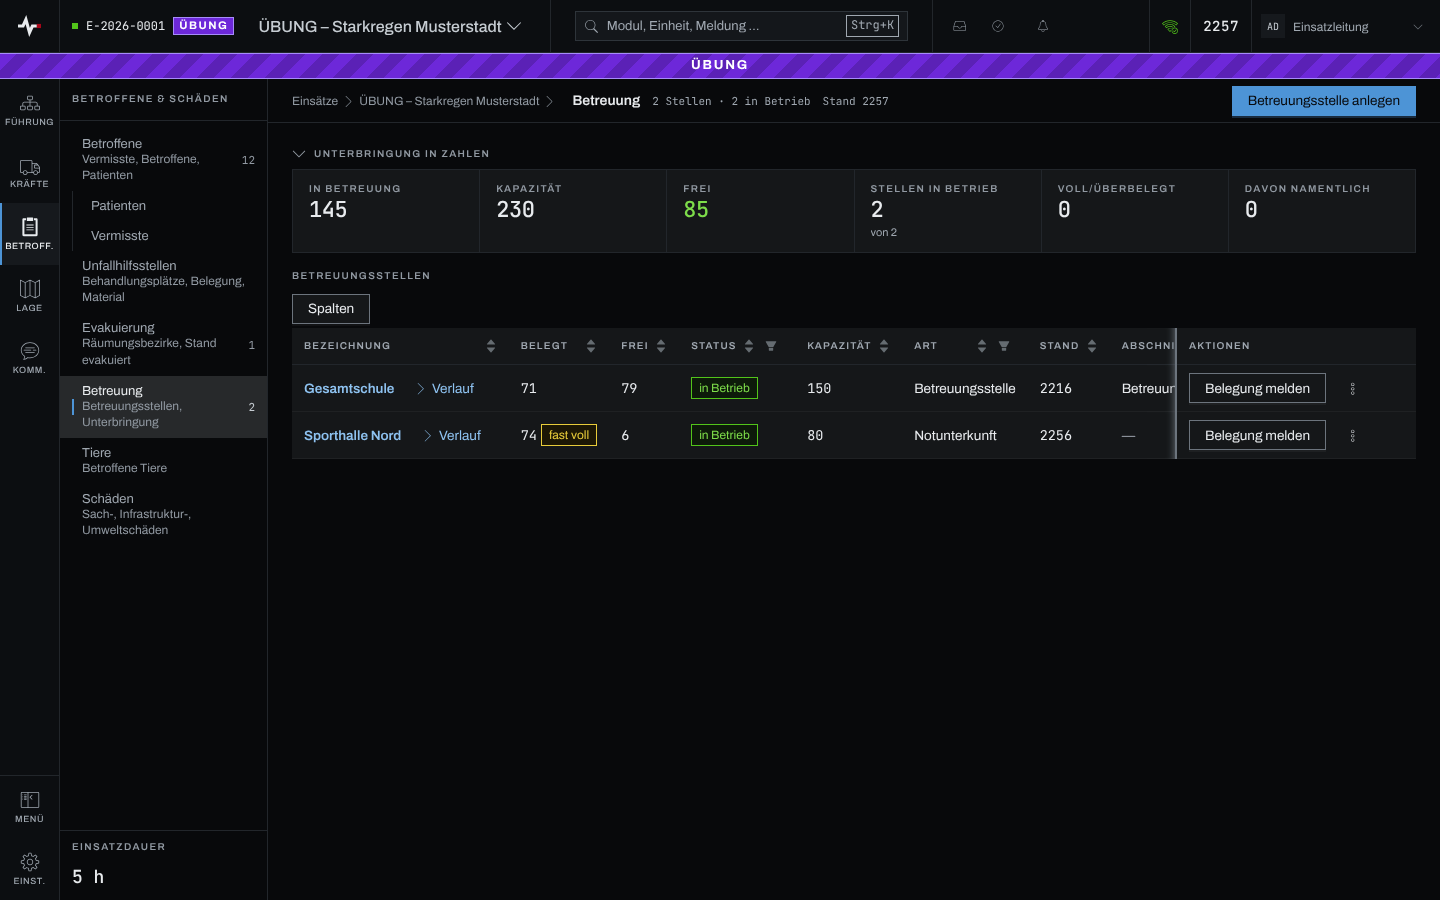 E-2026-0001 ÜBUNG ÜBUNG – Starkregen Musterstadt Modul, Einheit, Meldung ... Strg+K 2257 AD Einsatzleitung
ÜBUNG
FÜHRUNG
KRÄFTE
BETROFF.
LAGE
KOMM.
MENÜ
EINST.
BETROFFENE & SCHÄDEN
Betroffene
Vermisste, Betroffene, 12
Patienten
Patienten
Vermisste
Unfallhilfsstellen
Behandlungsplätze, Belegung,
Material
Evakuierung
Räumungsbezirke, Stand 1
evakuiert
Betreuung
Betreuungsstellen, 2
Unterbringung
Tiere
Betroffene Tiere
Schäden
Sach-, Infrastruktur-,
Umweltschäden
EINSATZDAUER
5 h
Einsätze ÜBUNG – Starkregen Musterstadt Betreuung 2 Stellen · 2 in Betrieb Stand 2257 Betreuungsstelle anlegen
UNTERBRINGUNG IN ZAHLEN
IN BETREUUNG KAPAZITÄT FREI STELLEN IN BETRIEB VOLL/ÜBERBELEGT DAVON NAMENTLICH
145 230 85 2 0 0
von 2
BETREUUNGSSTELLEN
Spalten
BEZEICHNUNG BELEGT FREI STATUS KAPAZITÄT ART STAND ABSCHNI AKTIONEN
Gesamtschule Verlauf 71 79 in Betrieb 150 Betreuungsstelle 2216 Betreuun Belegung melden
Sporthalle Nord Verlauf 74 fast voll 6 in Betrieb 80 Notunterkunft 2256 — Belegung melden